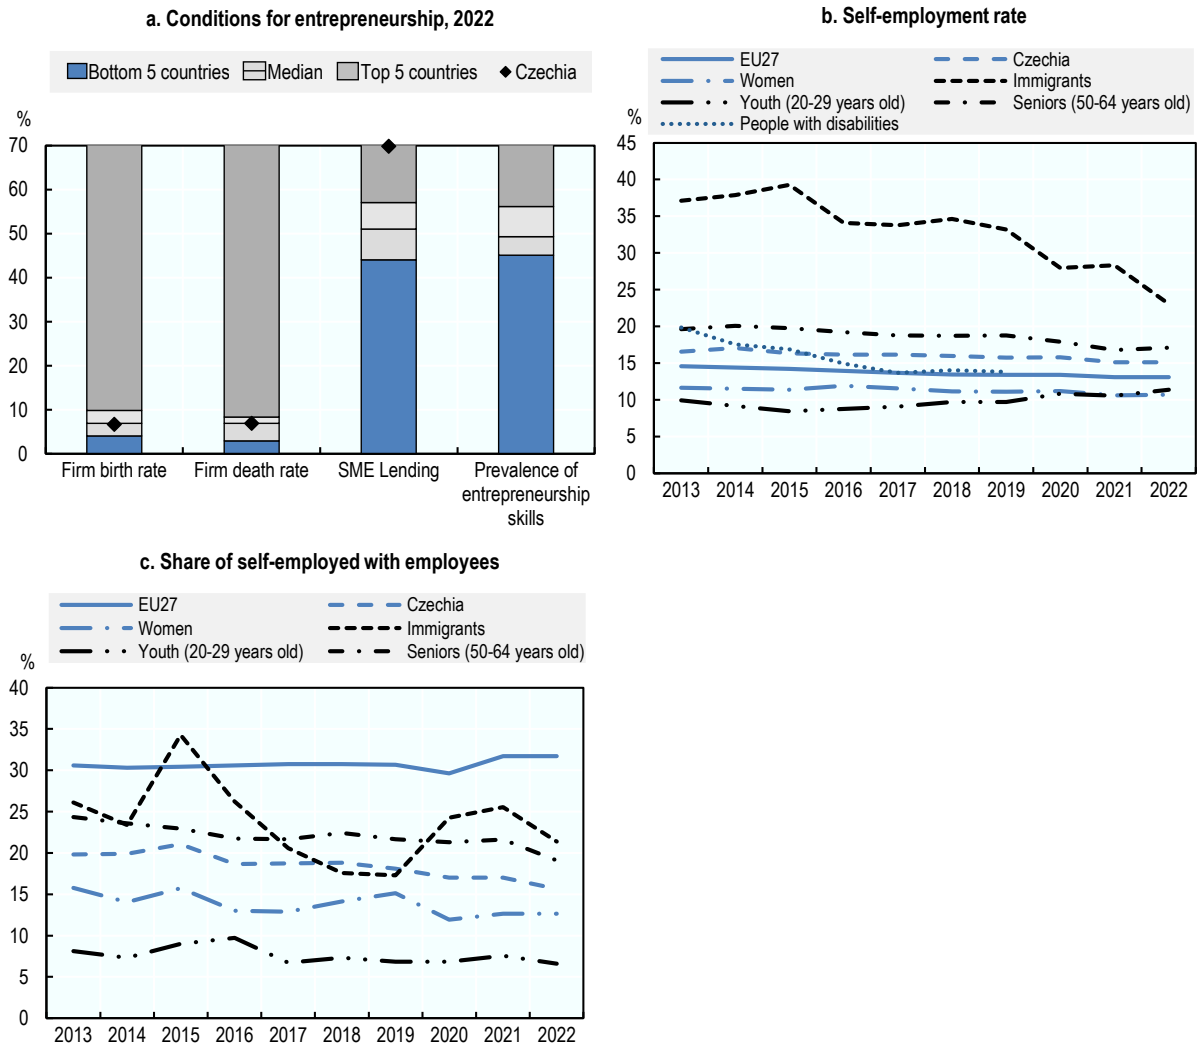 a. Conditions for entrepreneurship, 2022
Bottom 5 countries Median Top 5 countries Czechia
%
70
60
50
40
30
20
10
0
Firm birth rate Firm death rate SME Lending Prevalence of
entrepreneurship
skills
b. Self-employment rate
EU27 Czechia
Women Immigrants
Youth (20-29 years old) Seniors (50-64 years old)
People with disabilities
%
45
40
35
30
25
20
15
10
5
0
2013 2014 2015 2016 2017 2018 2019 2020 2021 2022
c. Share of self-employed with employees
EU27 Czechia
Women Immigrants
Youth (20-29 years old) Seniors (50-64 years old)
%
40
35
30
25
20
15
10
5
0
2013 2014 2015 2016 2017 2018 2019 2020 2021 2022